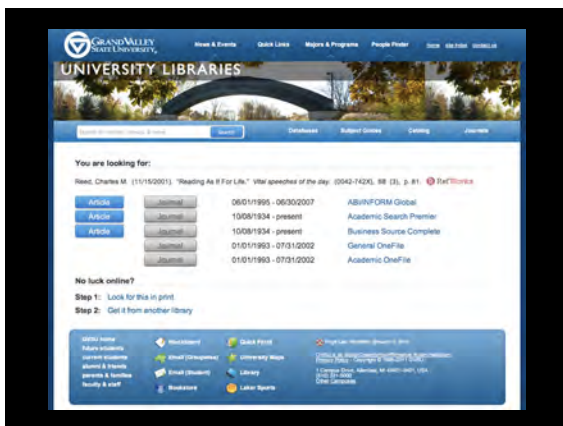 GRAND VALLEY
STATE UNIVERSITY
News & Events Quick Links Majors & Programs People Finder
UNIVERSITY LIBRARIES
Search Databases Subject Guides Catalog Journals
You are looking for:
Reed, Charles M. (11/15/2001). "Reading As If For Life." Vital speeches of the day. (0042-742X), 68 (3), p. 81. RefWorks
Article Journal 06/01/1995 - 06/30/2007 ABI/INFORM Global
Article Journal 10/08/1934 - present Academic Search Premier
Article Journal 10/08/1934 - present Business Source Complete
Journal 01/01/1993 - 07/31/2002 General OneFile
Journal 01/01/1993 - 07/31/2002 Academic OneFile
No luck online?
Step 1: Look for this in print
Step 2: Get it from another library
GVSU home
future students
current students
alumni & friends
parents & families
faculty & staff
Blackboard
Email (Groupwise)
Email (Student)
Bookstore
Quick Print
University Maps
Library
Laker Sports